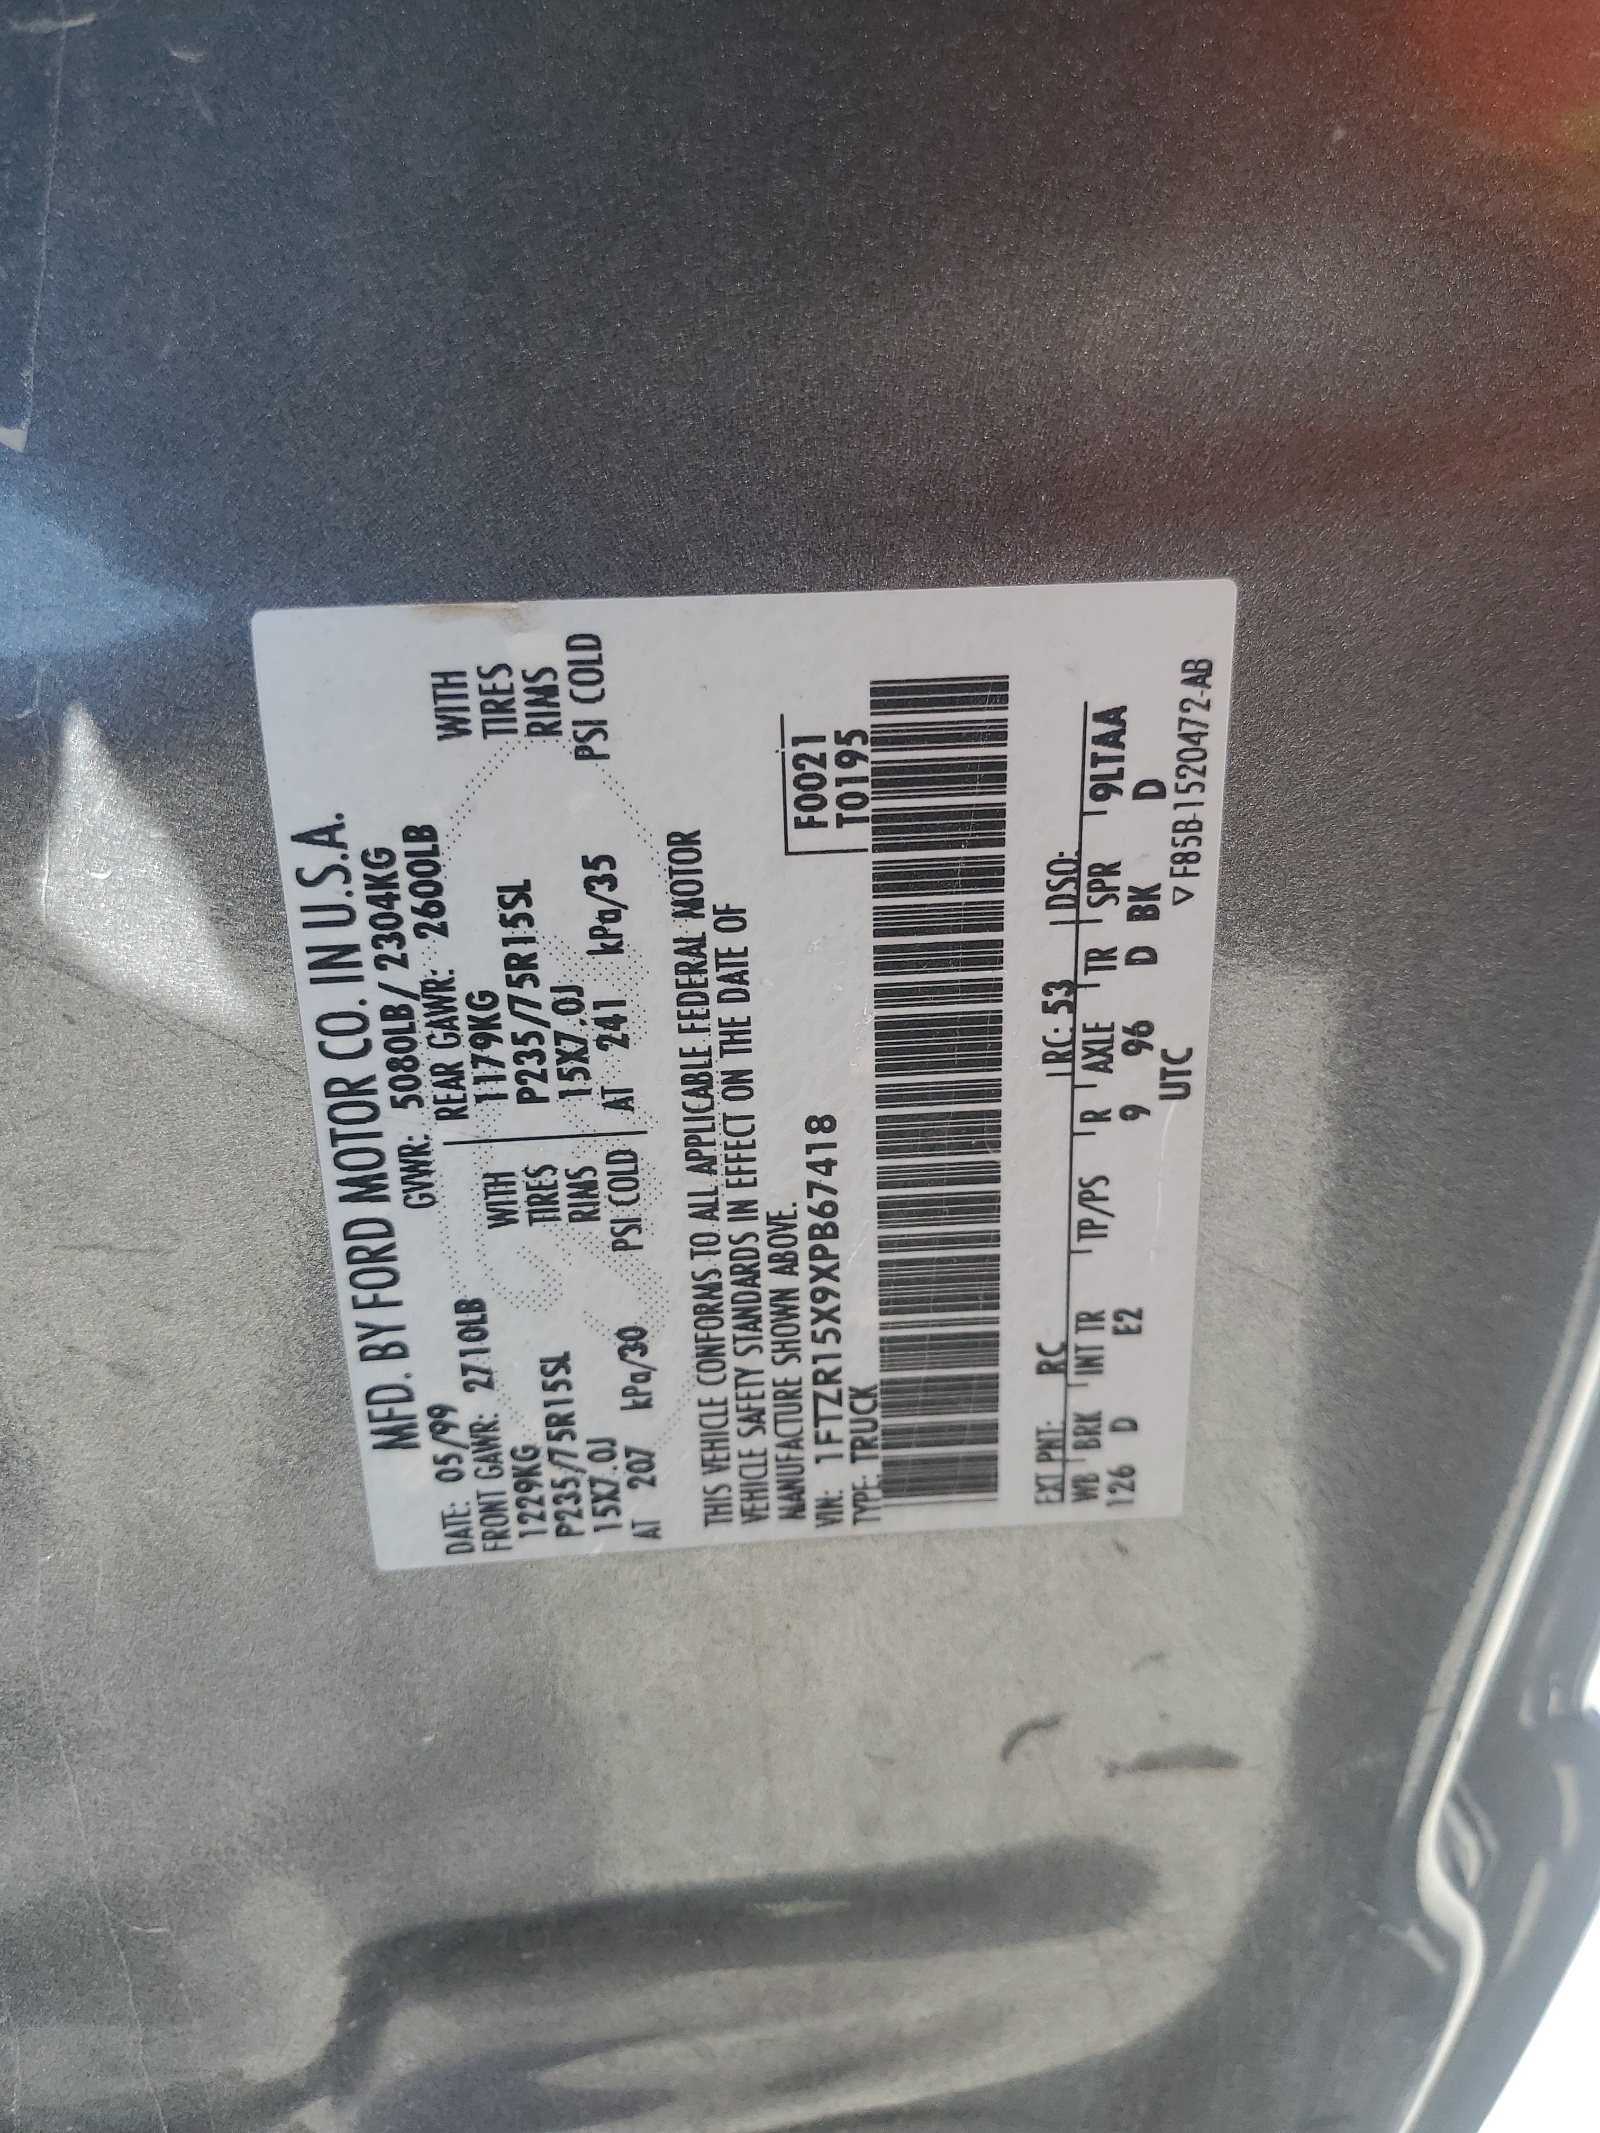 MFD. BY FORD MOTOR CO. IN U.S.A.
DATE: 05/99 GVWR: 5080LB/ 2304KG
FRONT GAWR: 2710LB REAR GAWR: 2600LB
1229KG WITH 1179KG WITH
P235/75R15SL TIRES P235/75R15SL TIRES
15X7.0J RIMS 15X7.0J RIMS
AT 207 kPa/30 PSI COLD AT 241 kPa/35 PSI COLD
THIS VEHICLE CONFORMS TO ALL APPLICABLE FEDERAL MOTOR
VEHICLE SAFETY STANDARDS IN EFFECT ON THE DATE OF
MANUFACTURE SHOWN ABOVE.
VIN: 1FTZR15X9XPB67418 F0021
TYPE: TRUCK T0195
EXT PNT: RC RC: 53 DSO:
WB BRK INT TR TP/PS R AXLE TR SPR 9LTAA
126 D E2 9 96 D BK D
UTC ▽ F85B-1520472-AB